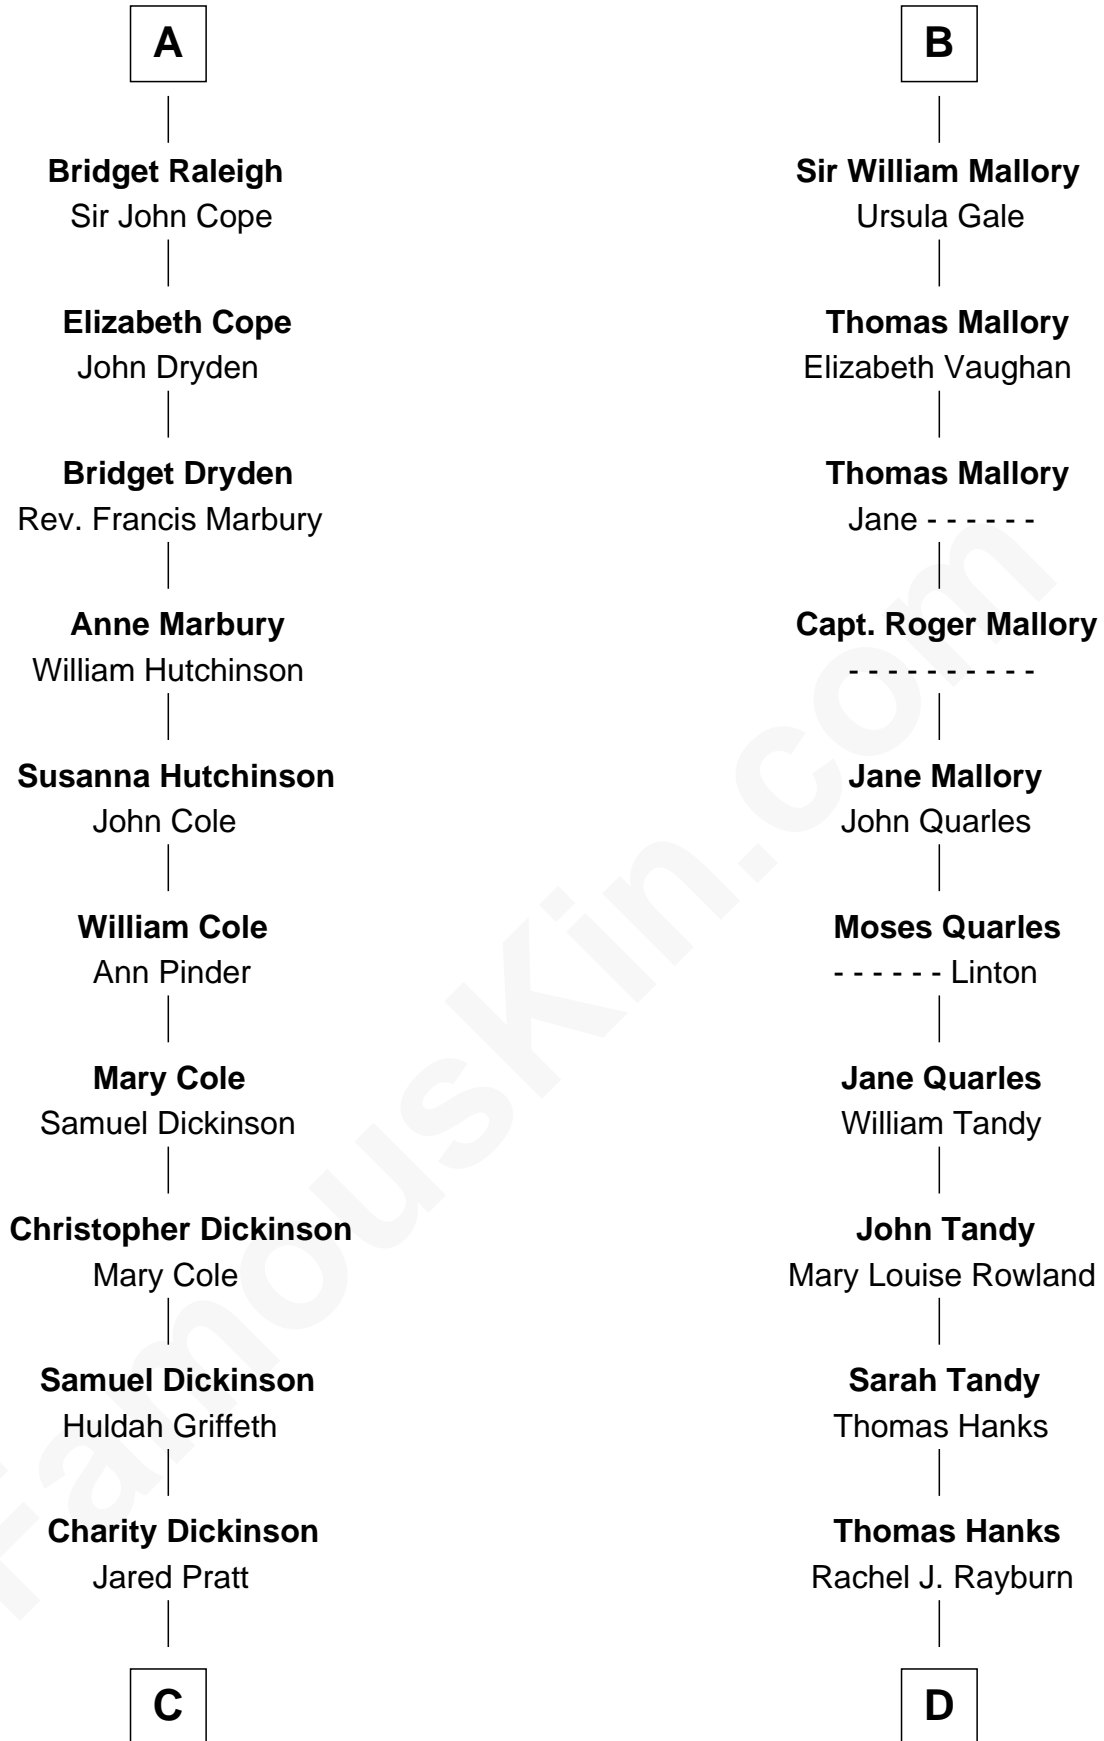 A
Bridget Raleigh
Sir John Cope
Elizabeth Cope
John Dryden
Bridget Dryden
Rev. Francis Marbury
Anne Marbury
William Hutchinson
Susanna Hutchinson
John Cole
William Cole
Ann Pinder
Mary Cole
Samuel Dickinson
Christopher Dickinson
Mary Cole
Samuel Dickinson
Huldah Griffeth
Charity Dickinson
Jared Pratt
C
B
Sir William Mallory
Ursula Gale
Thomas Mallory
Elizabeth Vaughan
Thomas Mallory
Jane - - - - - -
Capt. Roger Mallory
- - - - - - - - - -
Jane Mallory
John Quarles
Moses Quarles
- - - - - - Linton
Jane Quarles
William Tandy
John Tandy
Mary Louise Rowland
Sarah Tandy
Thomas Hanks
Thomas Hanks
Rachel J. Rayburn
D
FamousKin.com